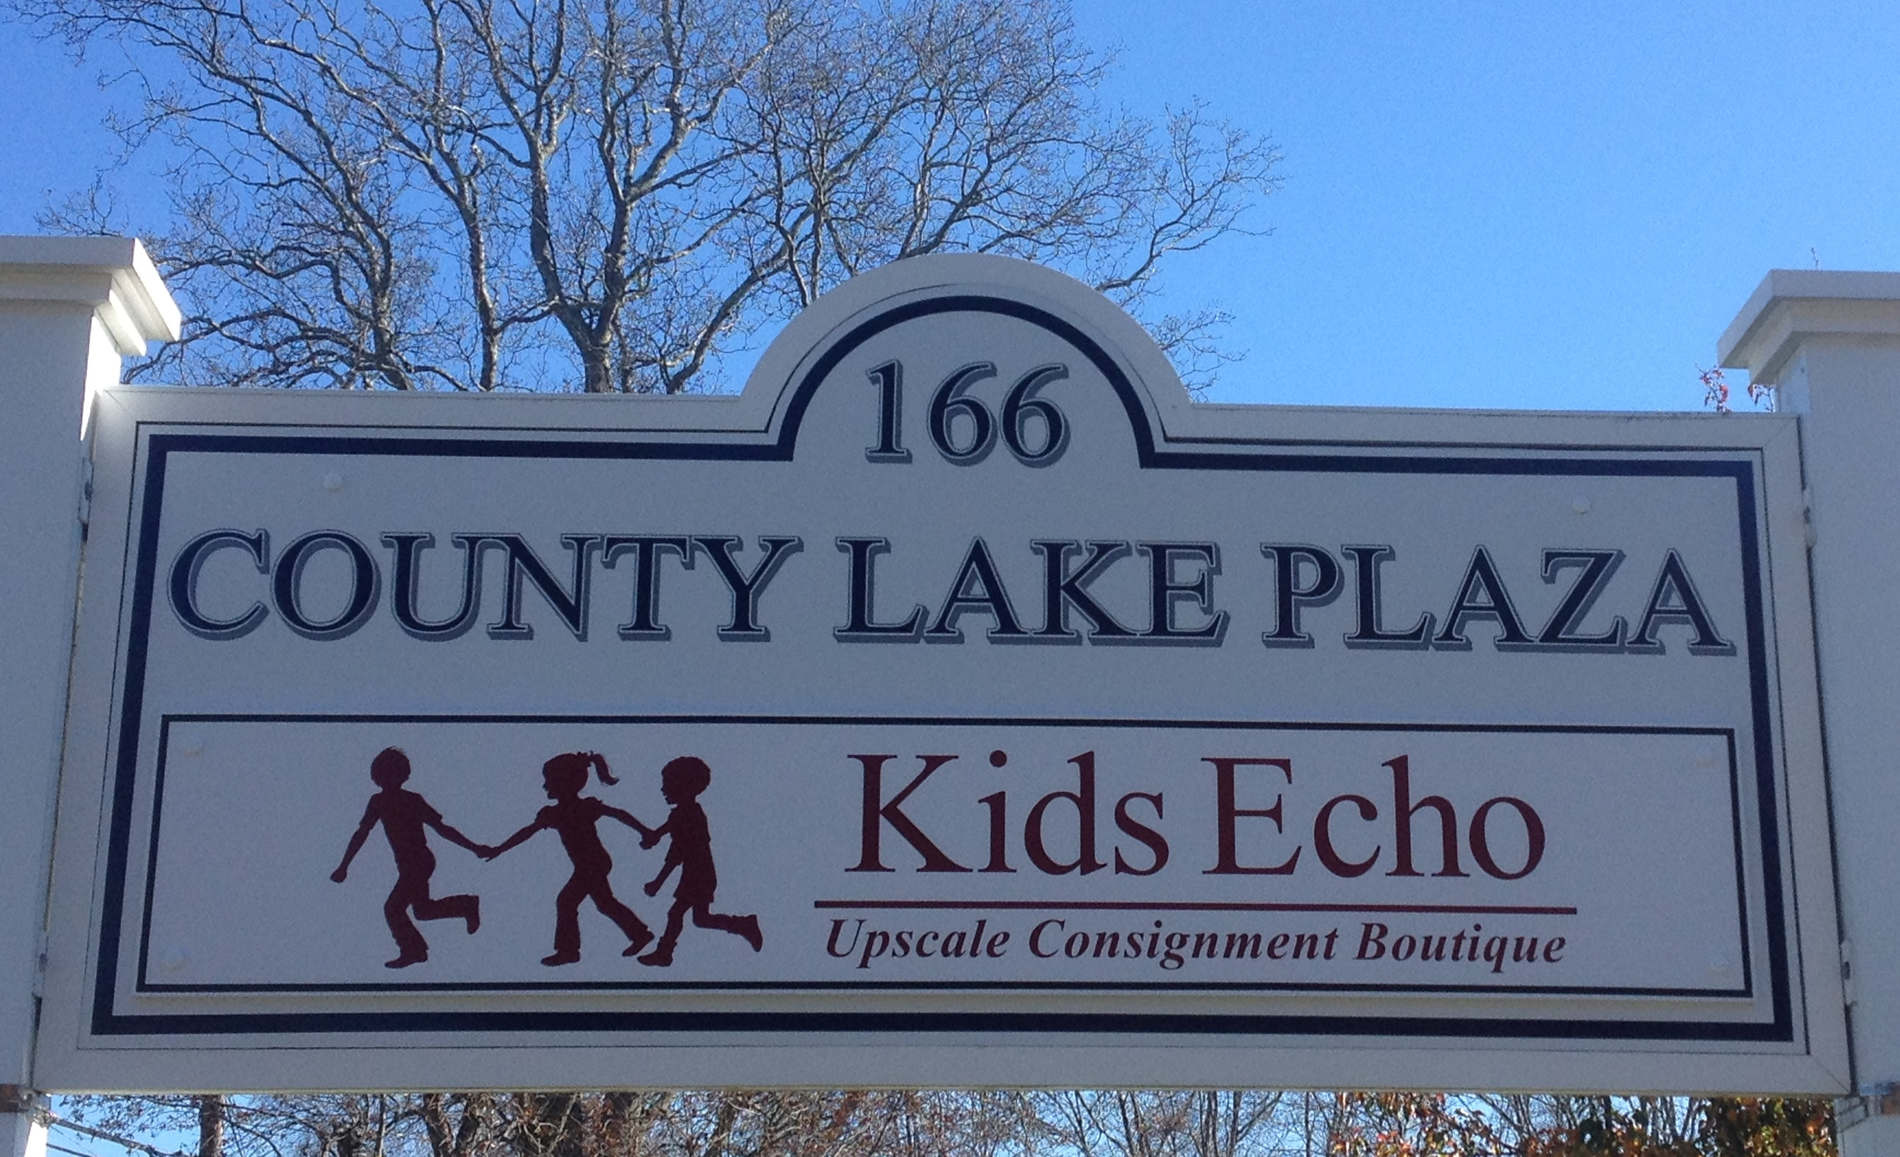 166
COUNTY LAKE PLAZA
Kids Echo
Upscale Consignment Boutique